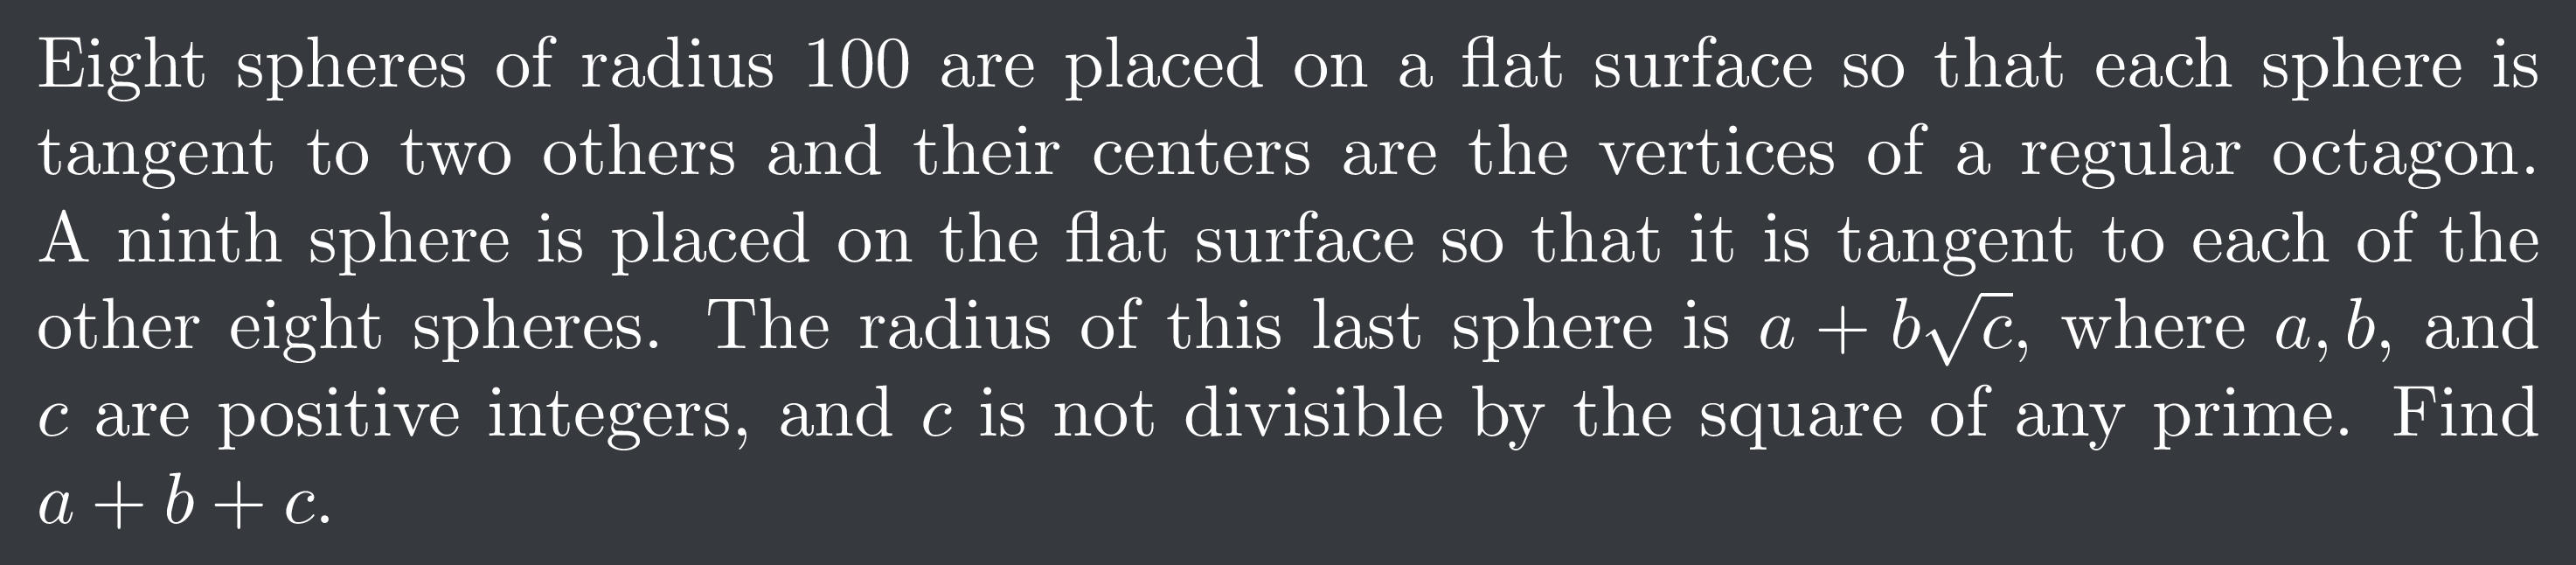 Eight spheres of radius 100 are placed on a flat surface so that each sphere is
tangent to two others and their centers are the vertices of a regular octagon.
A ninth sphere is placed on the flat surface so that it is tangent to each of the
other eight spheres. The radius of this last sphere is a + b√c, where a, b, and
c are positive integers, and c is not divisible by the square of any prime. Find
a + b + c.